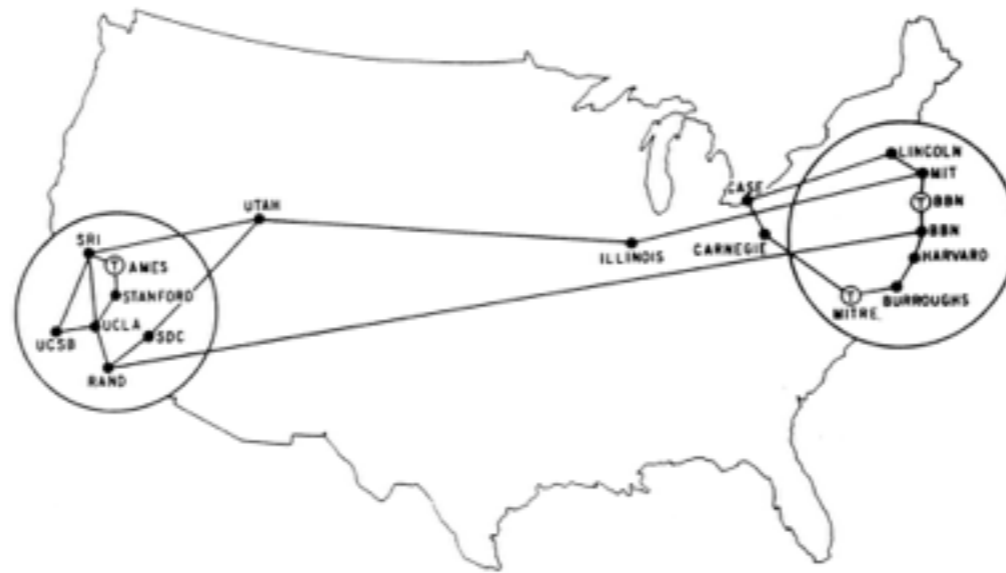 LINCOLN
MIT
CASE
T BBN
UTAH
BBN
SRI
CARNEGIE
ILLINOIS
HARVARD
T AMES
STANFORD
T
BURROUGHS
MITRE.
UCLA
SDC
UCSB
RAND